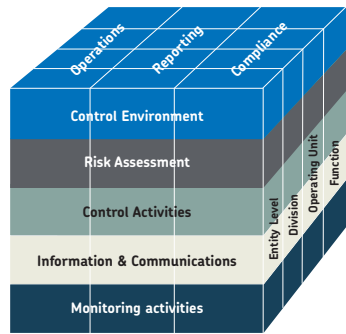 Operations
Reporting
Compliance
Control Environment
Risk Assessment
Control Activities
Information & Communications
Monitoring activities
Entity Level
Division
Operating Unit
Function